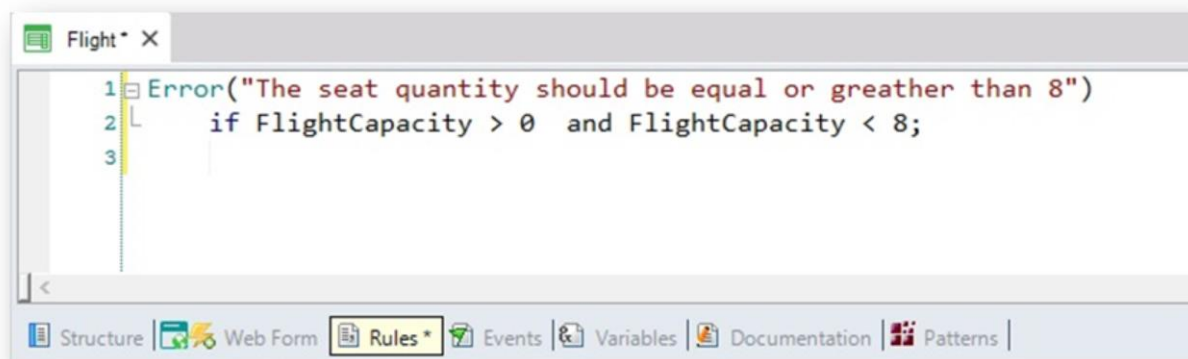 Flight* X
1 Error("The seat quantity should be equal or greather than 8")
2 if FlightCapacity > 0 and FlightCapacity < 8;
3
Structure Web Form Rules* Events Variables Documentation Patterns